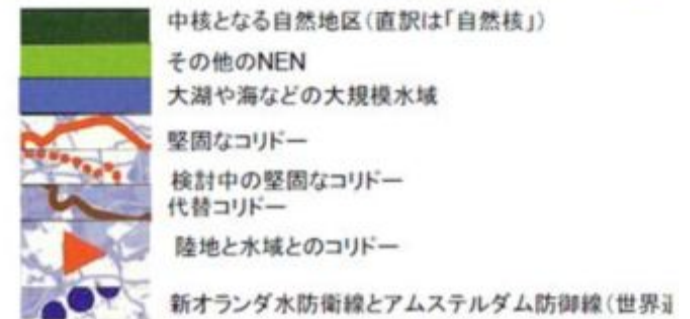 中核となる自然地区(直訳は「自然核」)
その他のNEN
大湖や海などの大規模水域
堅固なコリドー
検討中の堅固なコリドー
代替コリドー
陸地と水域とのコリドー
新オランダ水防衛線とアムステルダム防御線(世界